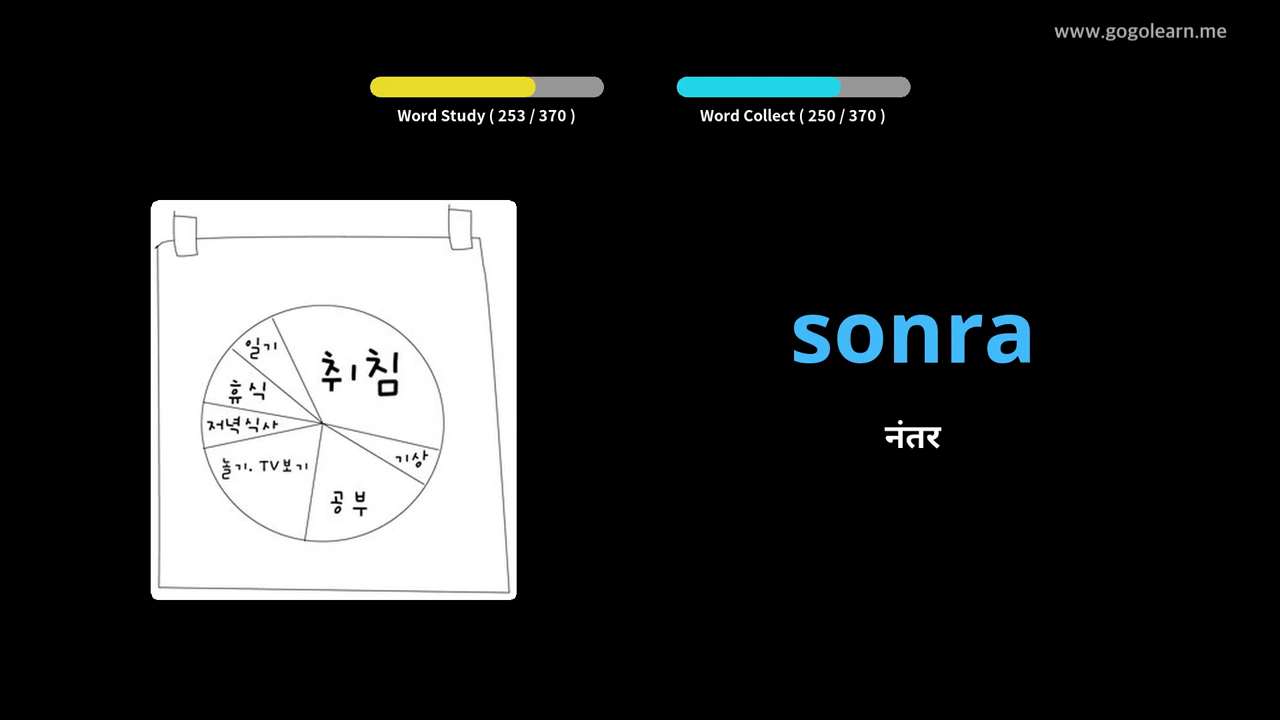 www.gogolearn.me
Word Study ( 253 / 370 )
Word Collect ( 250 / 370 )
일기
취침
휴식
저녁식사
놀기. TV보기
기상
공부
sonra
नंतर